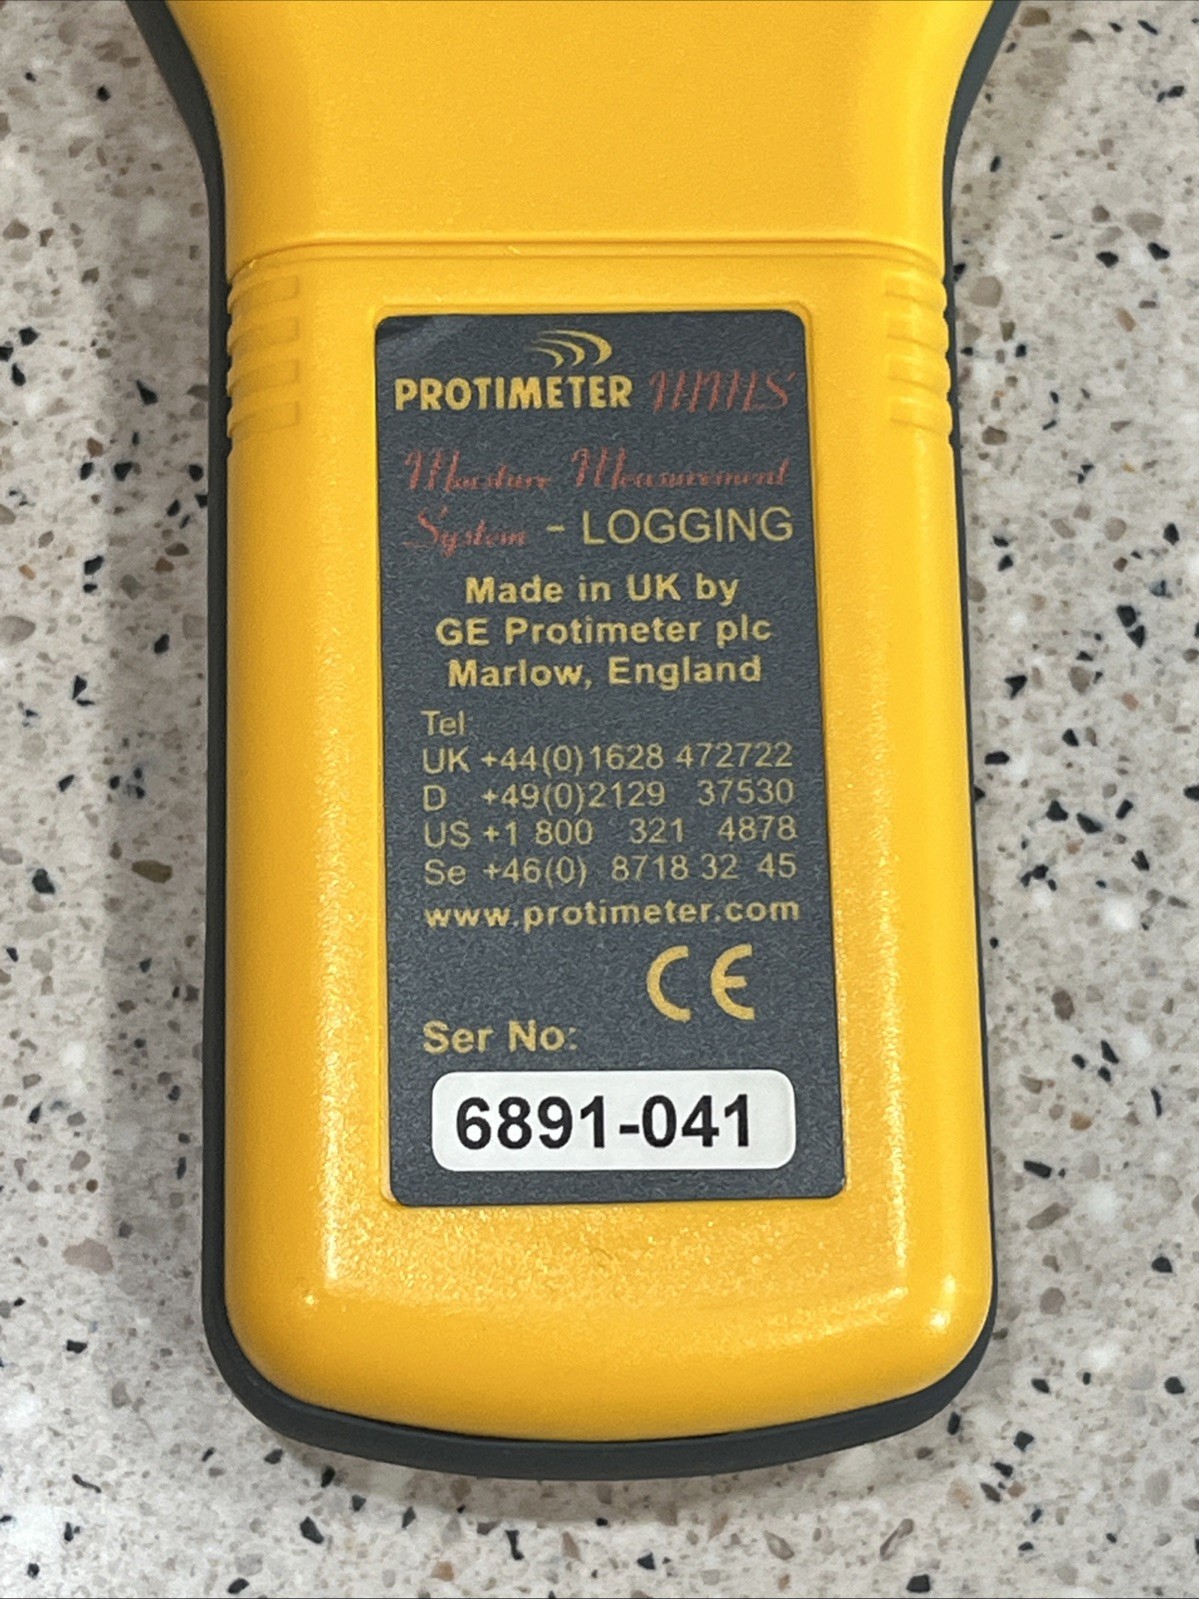 PROTIMETER MMS
Moisture Measurement
System - LOGGING
Made in UK by
GE Protimeter plc
Marlow, England
Tel
UK +44(0)1628 472722
D +49(0)2129 37530
US +1 800 321 4878
Se +46(0) 8718 32 45
www.protimeter.com
CE
Ser No:
6891-041